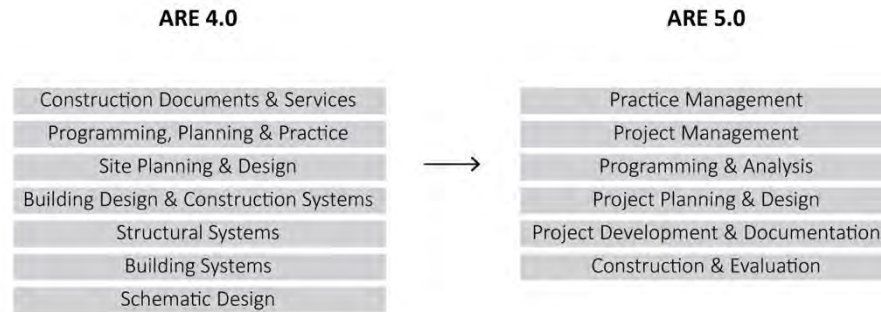 ARE 4.0
Construction Documents & Services
Programming, Planning & Practice
Site Planning & Design
Building Design & Construction Systems
Structural Systems
Building Systems
Schematic Design
ARE 5.0
Practice Management
Project Management
Programming & Analysis
Project Planning & Design
Project Development & Documentation
Construction & Evaluation